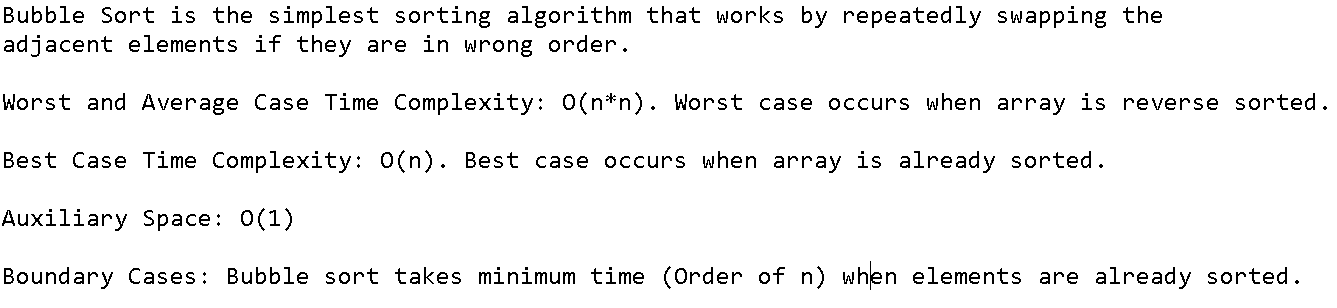 Bubble Sort is the simplest sorting algorithm that works by repeatedly swapping the
adjacent elements if they are in wrong order.
Worst and Average Case Time Complexity: O(n*n). Worst case occurs when array is reverse sorted.
Best Case Time Complexity: O(n). Best case occurs when array is already sorted.
Auxiliary Space: O(1)
Boundary Cases: Bubble sort takes minimum time (Order of n) when elements are already sorted.